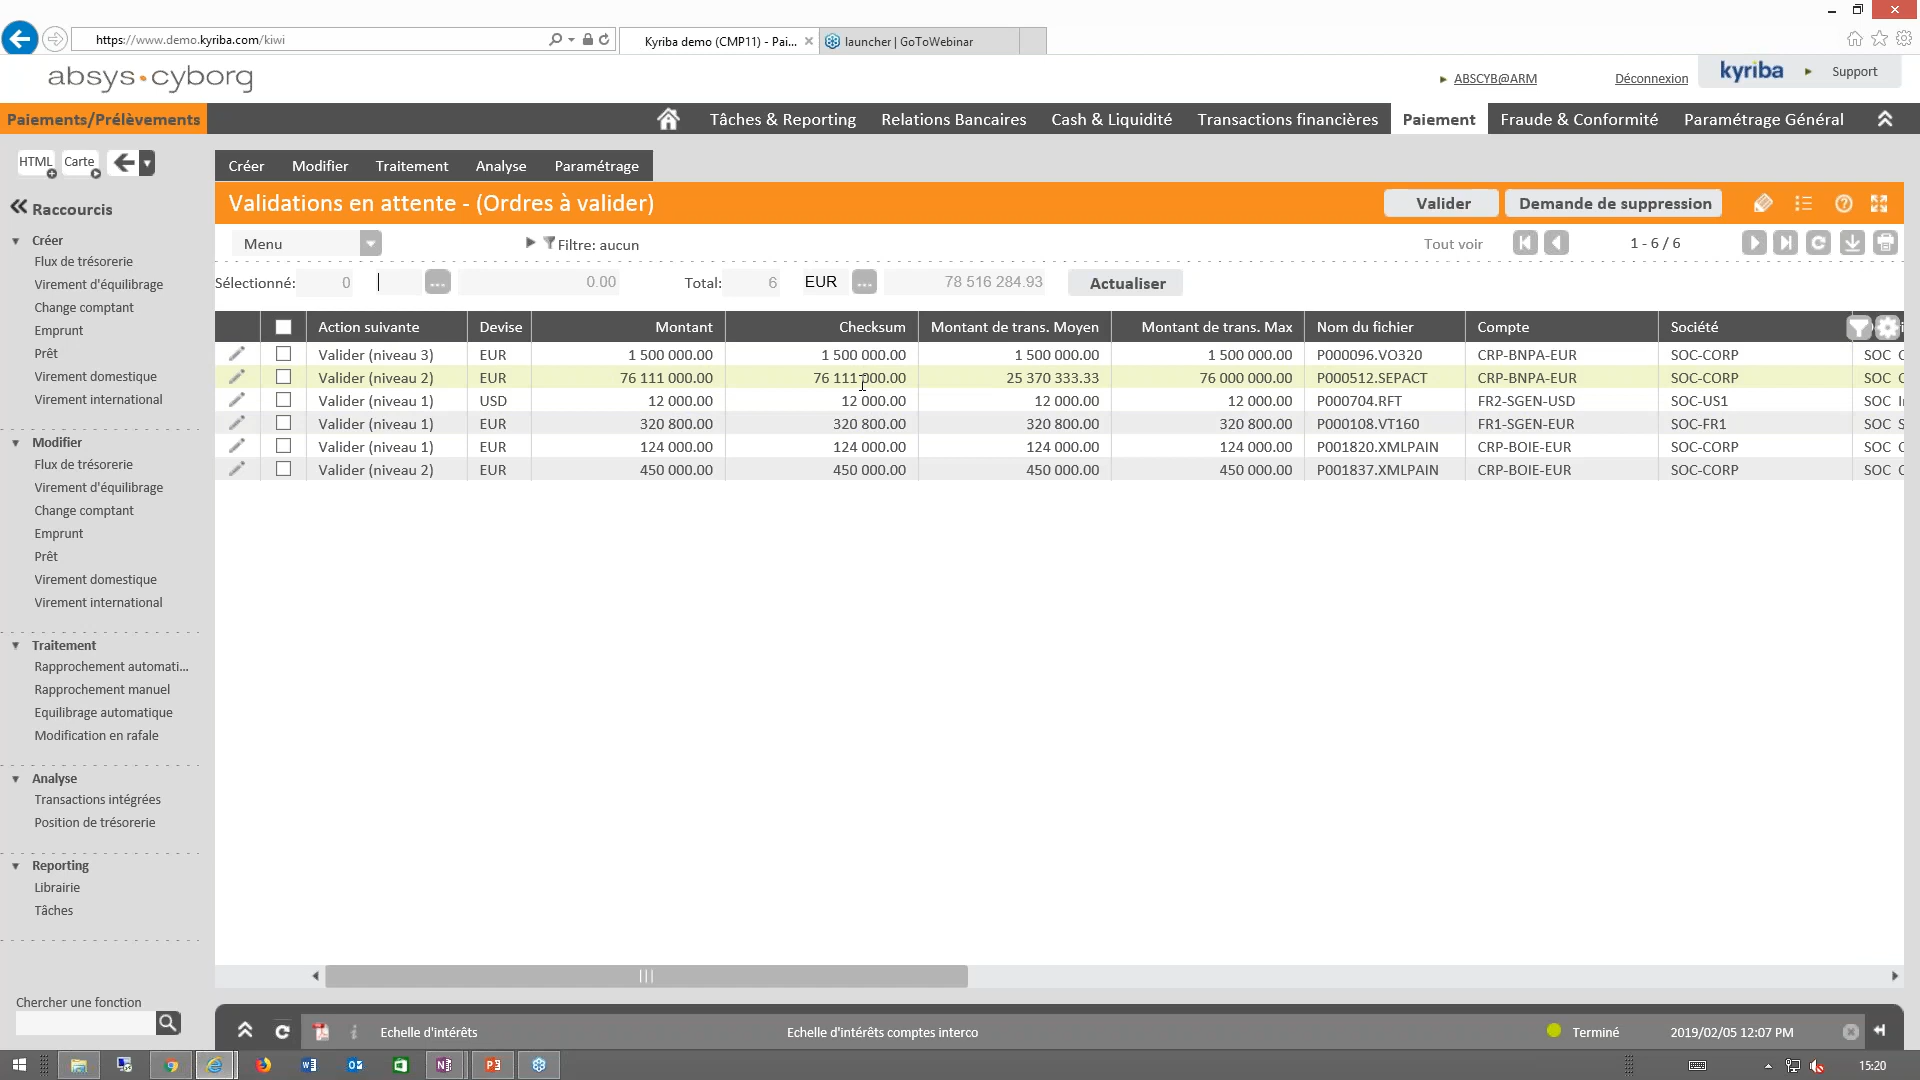 https://www.demo.kyriba.com/kiwi
Kyriba demo (CMP11) - Pai...
launcher | GoToWebinar
absys cyborg
ABSCYB@ARM
Déconnexion
kyriba
Support
Paiements/Prélèvements
Tâches & Reporting
Relations Bancaires
Cash & Liquidité
Transactions financières
Paiement
Fraude & Conformité
Paramétrage Général
HTML
Carte
Créer
Modifier
Traitement
Analyse
Paramétrage
Raccourcis
Créer
Flux de trésorerie
Virement d'équilibrage
Change comptant
Emprunt
Prêt
Virement domestique
Virement international
Modifier
Flux de trésorerie
Virement d'équilibrage
Change comptant
Emprunt
Prêt
Virement domestique
Virement international
Traitement
Rapprochement automati...
Rapprochement manuel
Equilibrage automatique
Modification en rafale
Analyse
Transactions intégrées
Position de trésorerie
Reporting
Librairie
Tâches
Chercher une fonction
Validations en attente - (Ordres à valider)
Valider
Demande de suppression
Menu
Filtre: aucun
Tout voir
1 - 6 / 6
Sélectionné: 0 ... 0.00 Total: 6 EUR ... 78 516 284.93 Actualiser
Action suivante Devise Montant Checksum Montant de trans. Moyen Montant de trans. Max Nom du fichier Compte Société
Valider (niveau 3) EUR 1 500 000.00 1 500 000.00 1 500 000.00 1 500 000.00 P000096.VO320 CRP-BNPA-EUR SOC-CORP SOC
Valider (niveau 2) EUR 76 111 000.00 76 111 000.00 25 370 333.33 76 000 000.00 P000512.SEPACT CRP-BNPA-EUR SOC-CORP SOC
Valider (niveau 1) USD 12 000.00 12 000.00 12 000.00 12 000.00 P000704.RFT FR2-SGEN-USD SOC-US1 SOC
Valider (niveau 1) EUR 320 800.00 320 800.00 320 800.00 320 800.00 P000108.VT160 FR1-SGEN-EUR SOC-FR1 SOC
Valider (niveau 1) EUR 124 000.00 124 000.00 124 000.00 124 000.00 P001820.XMLPAIN CRP-BOIE-EUR SOC-CORP SOC
Valider (niveau 2) EUR 450 000.00 450 000.00 450 000.00 450 000.00 P001837.XMLPAIN CRP-BOIE-EUR SOC-CORP SOC
Echelle d'intérêts
Echelle d'intérêts comptes interco
Terminé
2019/02/05 12:07 PM
15:20